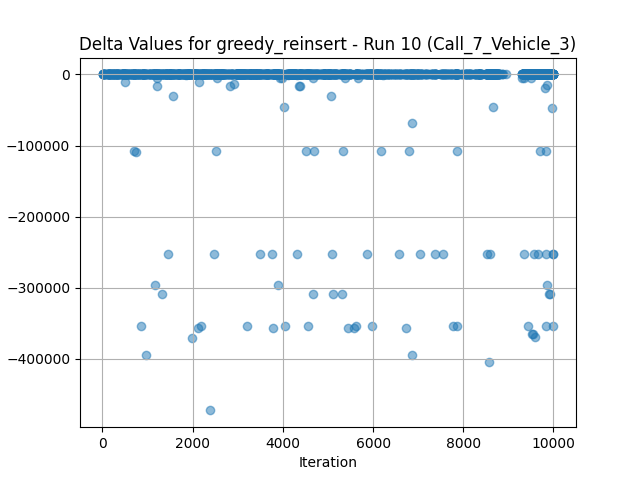 Delta Values for greedy_reinsert - Run 10 (Call_7_Vehicle_3)
0
−100000
−200000
−300000
−400000
0 2000 4000 6000 8000 10000
Iteration